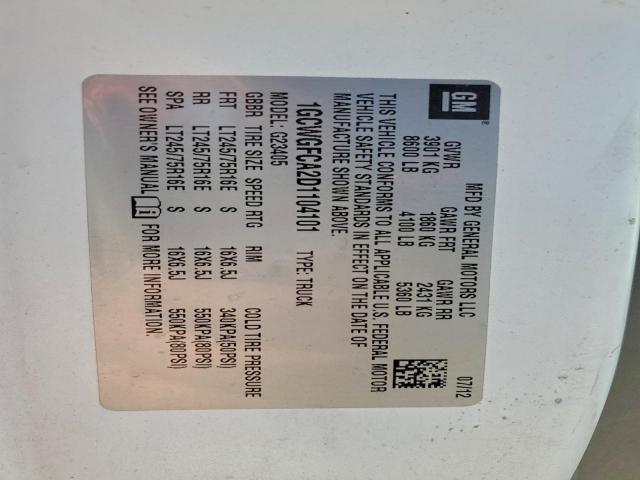 GM ®
MFD BY GENERAL MOTORS LLC 07/12
GVWR GAWR FRT GAWR RR
3901 KG 1860 KG 2431 KG
8600 LB 4100 LB 5360 LB
THIS VEHICLE CONFORMS TO ALL APPLICABLE U.S. FEDERAL MOTOR
VEHICLE SAFETY STANDARDS IN EFFECT ON THE DATE OF
MANUFACTURE SHOWN ABOVE.
1GCWGFCA2D1104101 TYPE: TRUCK
MODEL: G23405
GBBR TIRE SIZE SPEED RTG RIM COLD TIRE PRESSURE
FRT LT245/75R16E S 16X6.5J 340KPA(50PSI)
RR LT245/75R16E S 16X6.5J 550KPA(80PSI)
SPA LT245/75R16E S 16X6.5J 550KPA(80PSI)
SEE OWNER'S MANUAL FOR MORE INFORMATION.